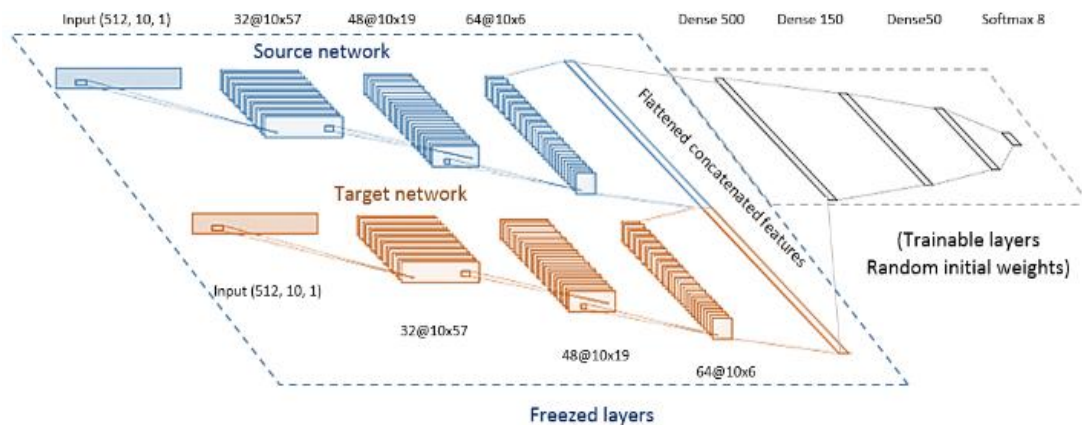 Input (512, 10, 1) 32@10x57 48@10x19 64@10x6 Dense 500 Dense 150 Dense50 Softmax 8
Source network
Flattened concatenated features
Target network
(Trainable layers
Random initial weights)
Input (512, 10, 1)
32@10x57
48@10x19
64@10x6
Freezed layers